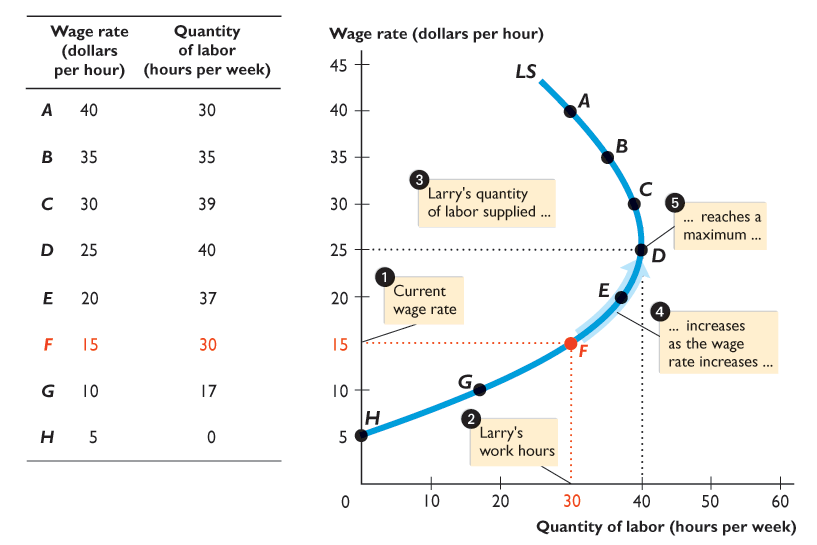 Wage rate (dollars per hour) Quantity of labor (hours per week)
A 40 30
B 35 35
C 30 39
D 25 40
E 20 37
F 15 30
G 10 17
H 5 0
Wage rate (dollars per hour)
45
40
35
30
25
20
15
10
5
0
10 20 30 40 50 60
Quantity of labor (hours per week)
LS
A
B
C
D
E
F
G
H
1 Current
wage rate
2 Larry's
work hours
3 Larry's quantity
of labor supplied ...
4 ... increases
as the wage
rate increases ...
5 ... reaches a
maximum ...